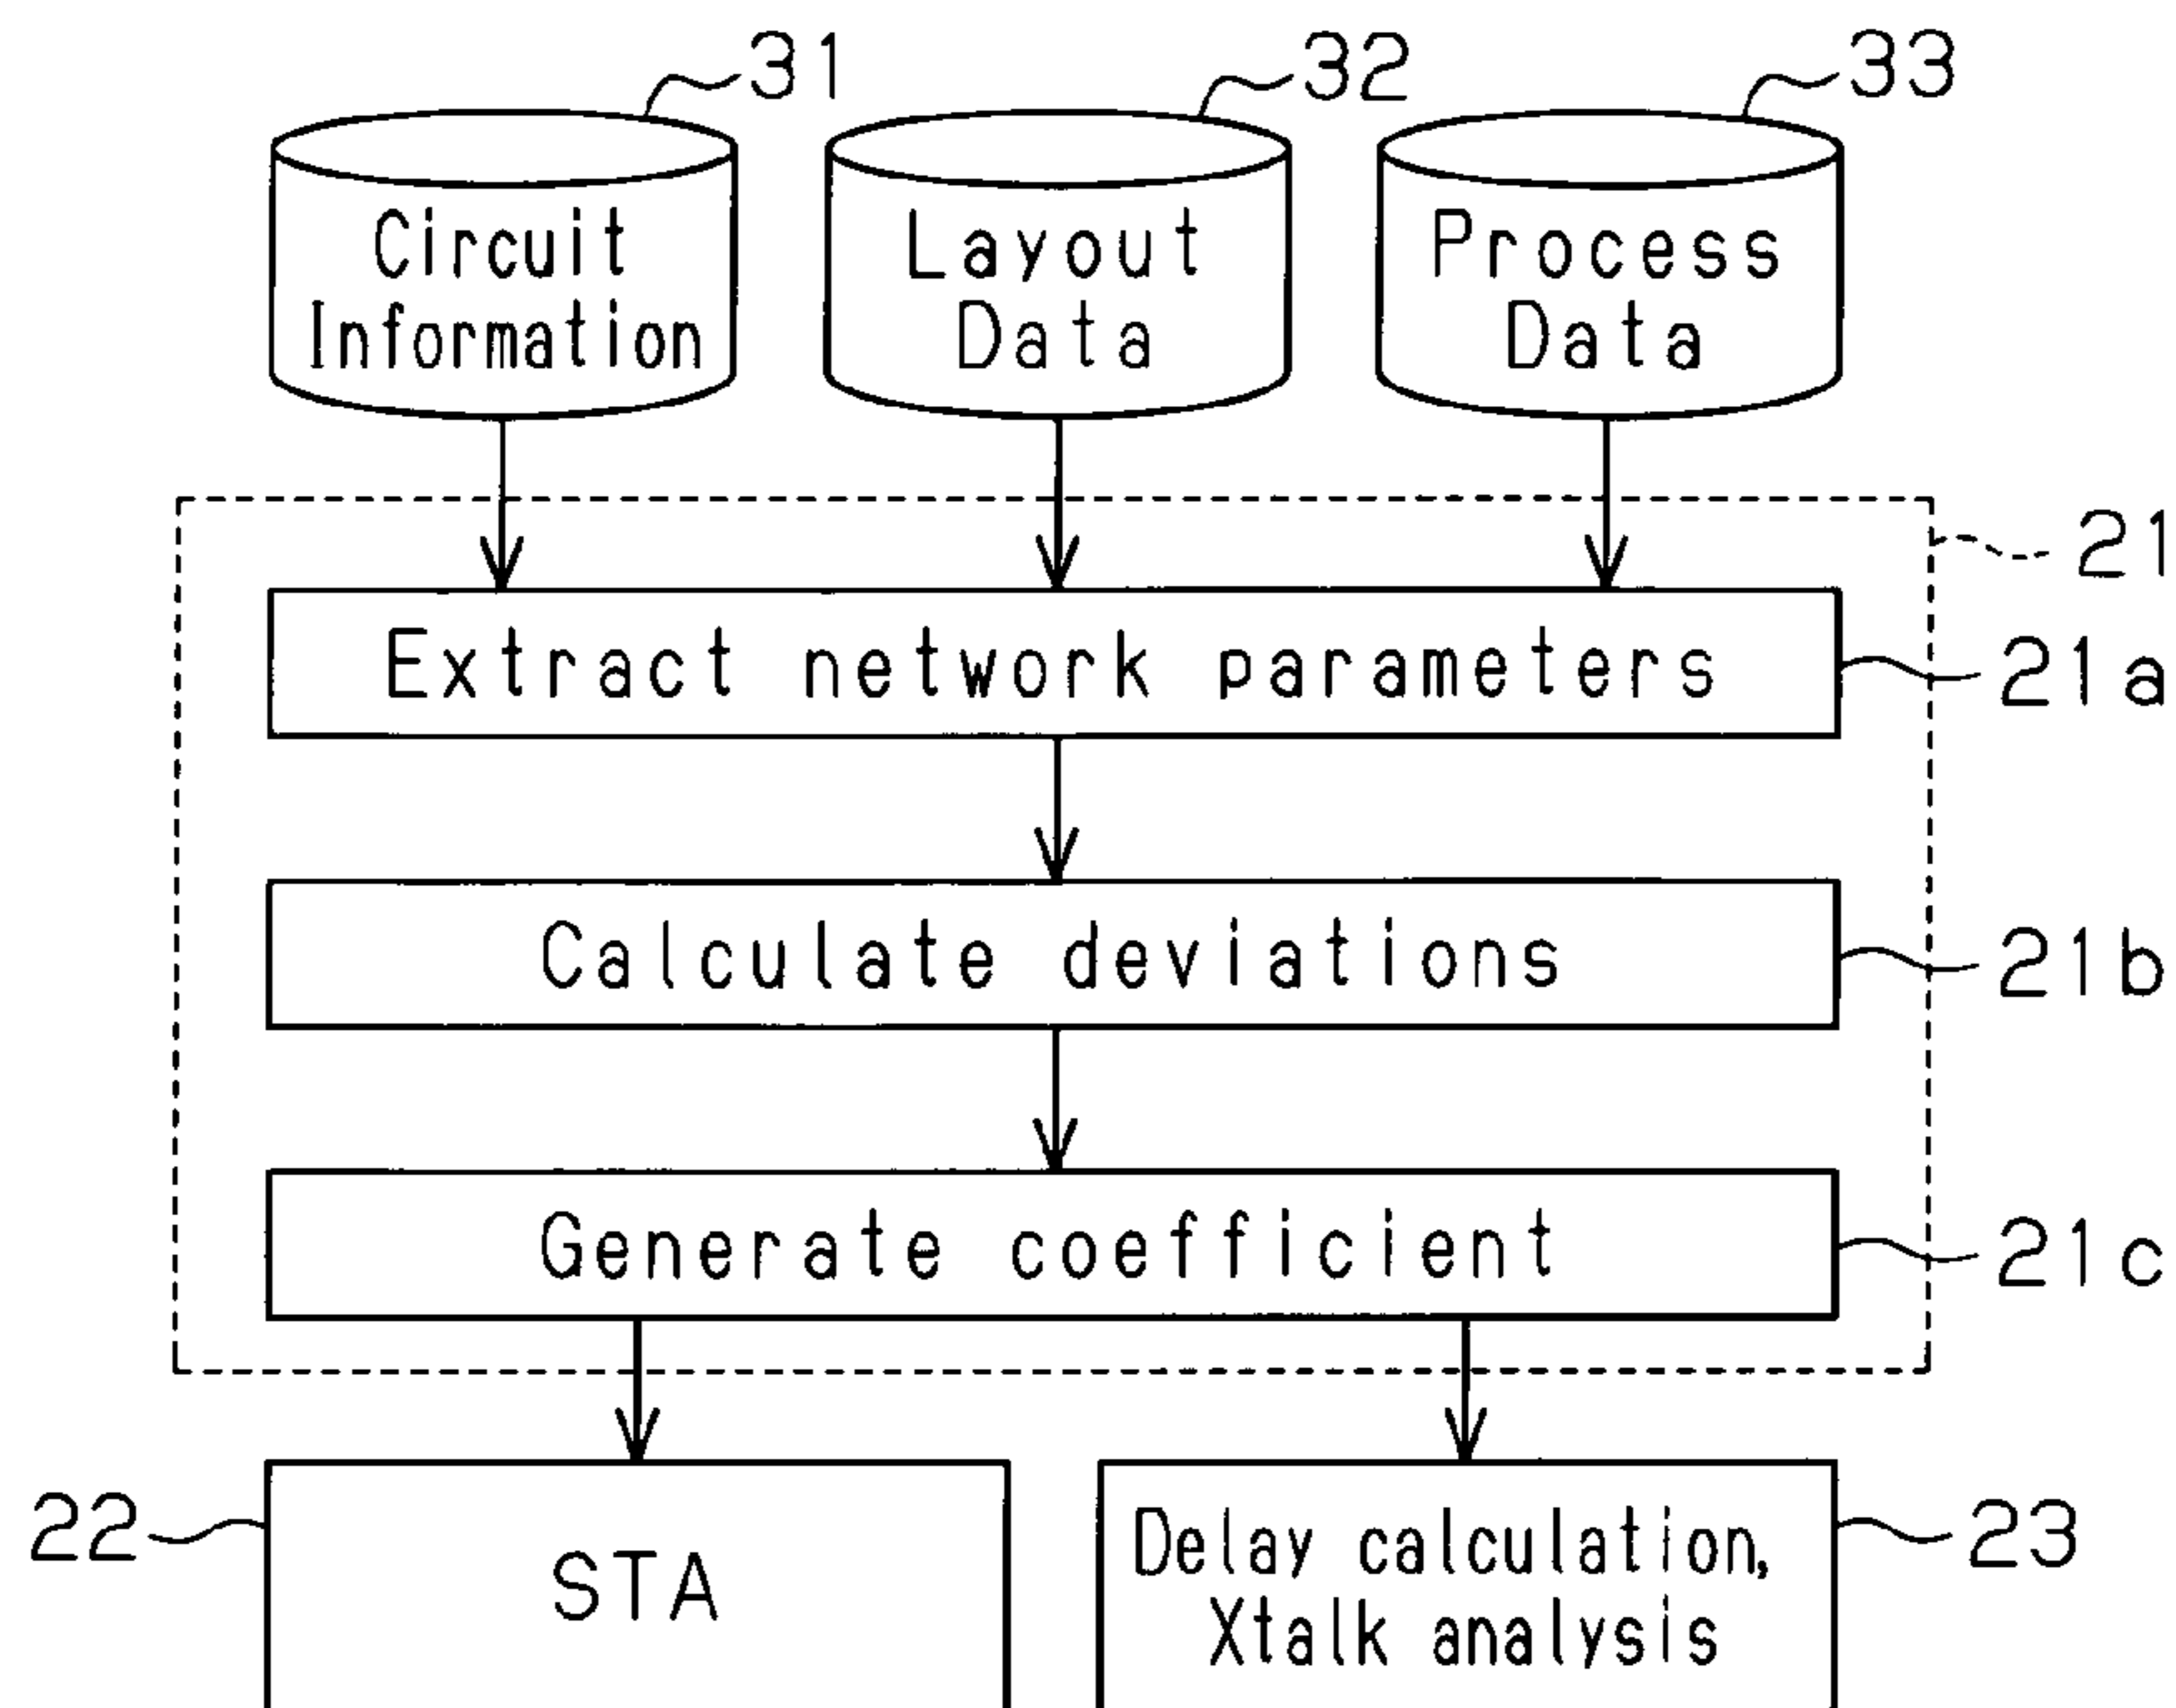 31
32
33
Circuit
Information
Layout
Data
Process
Data
21
Extract network parameters
21a
Calculate deviations
21b
Generate coefficient
21c
22
STA
Delay calculation,
Xtalk analysis
23